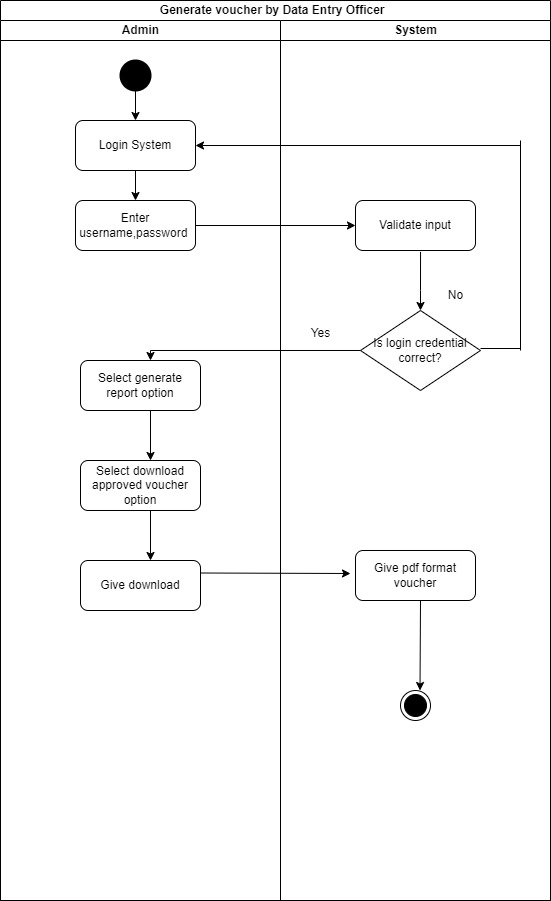 Generate voucher by Data Entry Officer
Admin
System
Login System
Enter
username,password
Validate input
No
Is login credential
correct?
Yes
Select generate
report option
Select download
approved voucher
option
Give download
Give pdf format
voucher